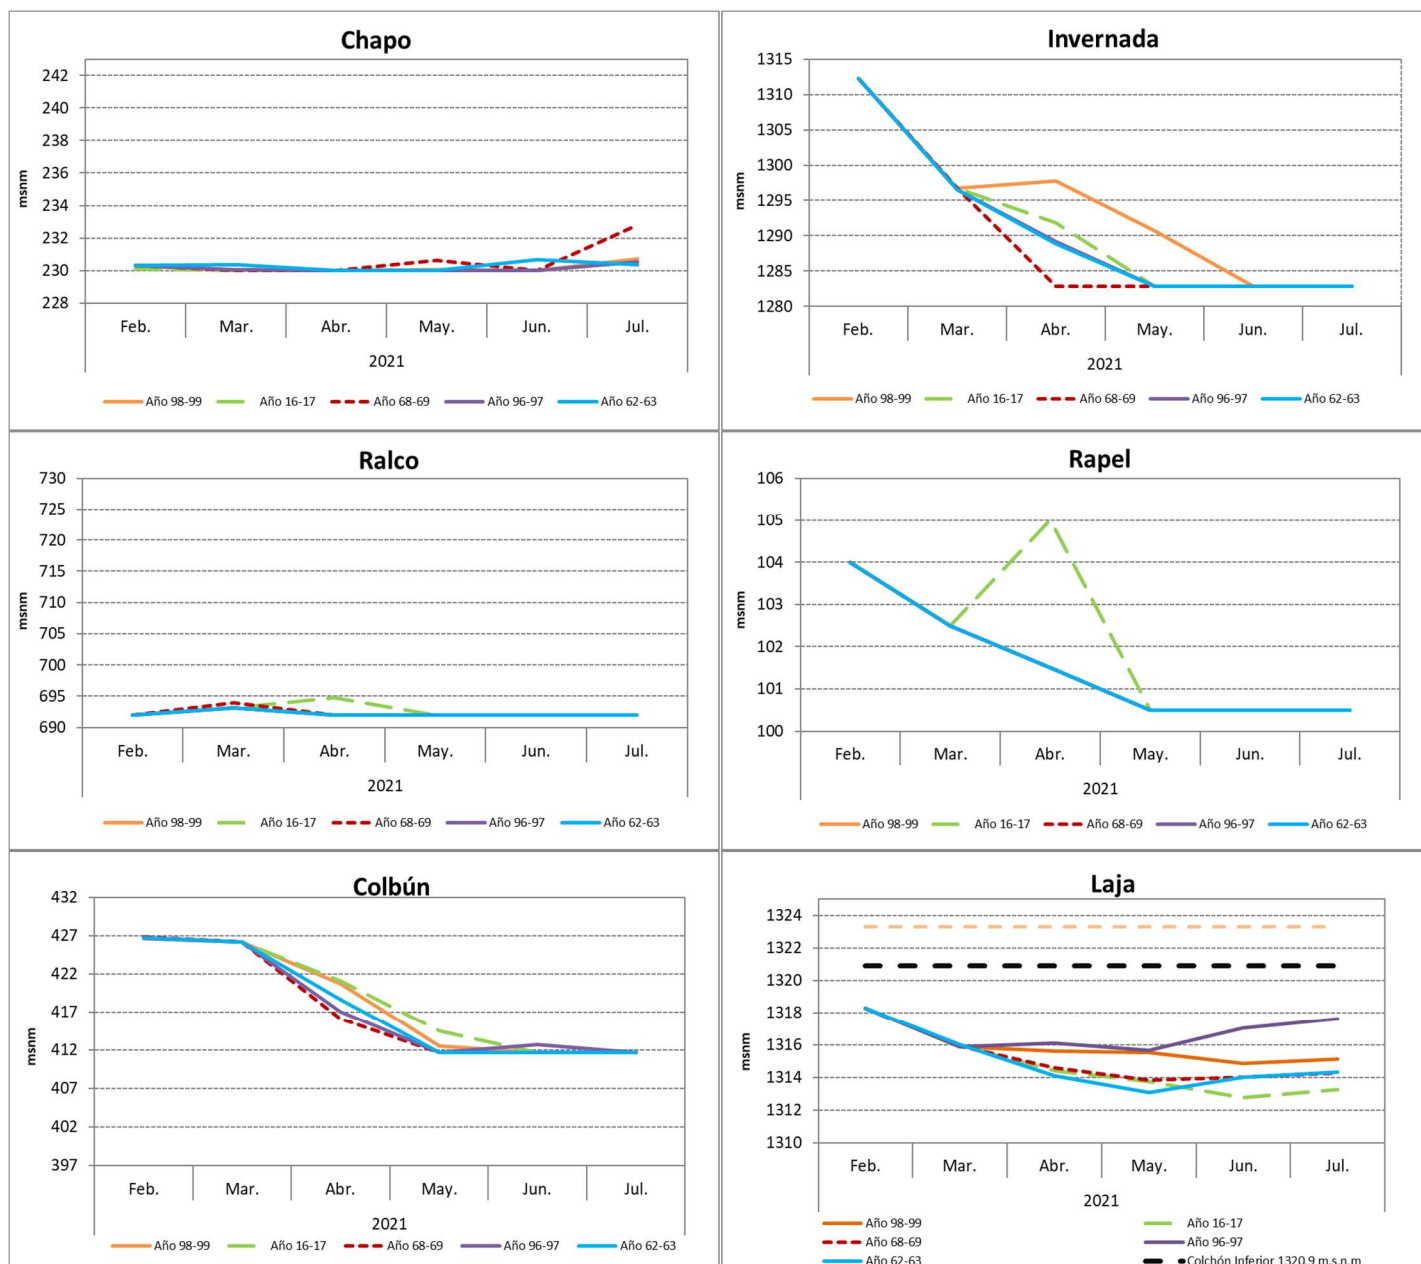 Chapo
242
240
238
236
234
232
230
228
msnm
Feb. Mar. Abr. May. Jun. Jul.
2021
Año 98-99 Año 16-17 Año 68-69 Año 96-97 Año 62-63
Invernada
1315
1310
1305
1300
1295
1290
1285
1280
msnm
Feb. Mar. Abr. May. Jun. Jul.
2021
Año 98-99 Año 16-17 Año 68-69 Año 96-97 Año 62-63
Ralco
730
725
720
715
710
705
700
695
690
msnm
Feb. Mar. Abr. May. Jun. Jul.
2021
Año 98-99 Año 16-17 Año 68-69 Año 96-97 Año 62-63
Rapel
106
105
104
103
102
101
100
msnm
Feb. Mar. Abr. May. Jun. Jul.
2021
Año 98-99 Año 16-17 Año 68-69 Año 96-97 Año 62-63
Colbún
432
427
422
417
412
407
402
397
msnm
Feb. Mar. Abr. May. Jun. Jul.
2021
Año 98-99 Año 16-17 Año 68-69 Año 96-97 Año 62-63
Laja
1324
1322
1320
1318
1316
1314
1312
1310
msnm
Feb. Mar. Abr. May. Jun. Jul.
2021
Año 98-99 Año 16-17
Año 68-69 Año 96-97
Año 62-63 Colchón Inferior 1320,9 m.s.n.m